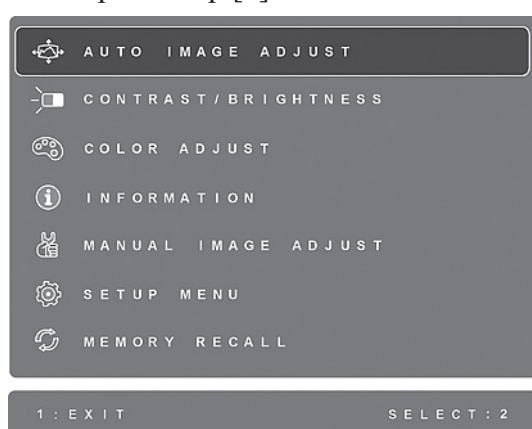 AUTO IMAGE ADJUST
CONTRAST/BRIGHTNESS
COLOR ADJUST
INFORMATION
MANUAL IMAGE ADJUST
SETUP MENU
MEMORY RECALL
1:EXIT SELECT:2